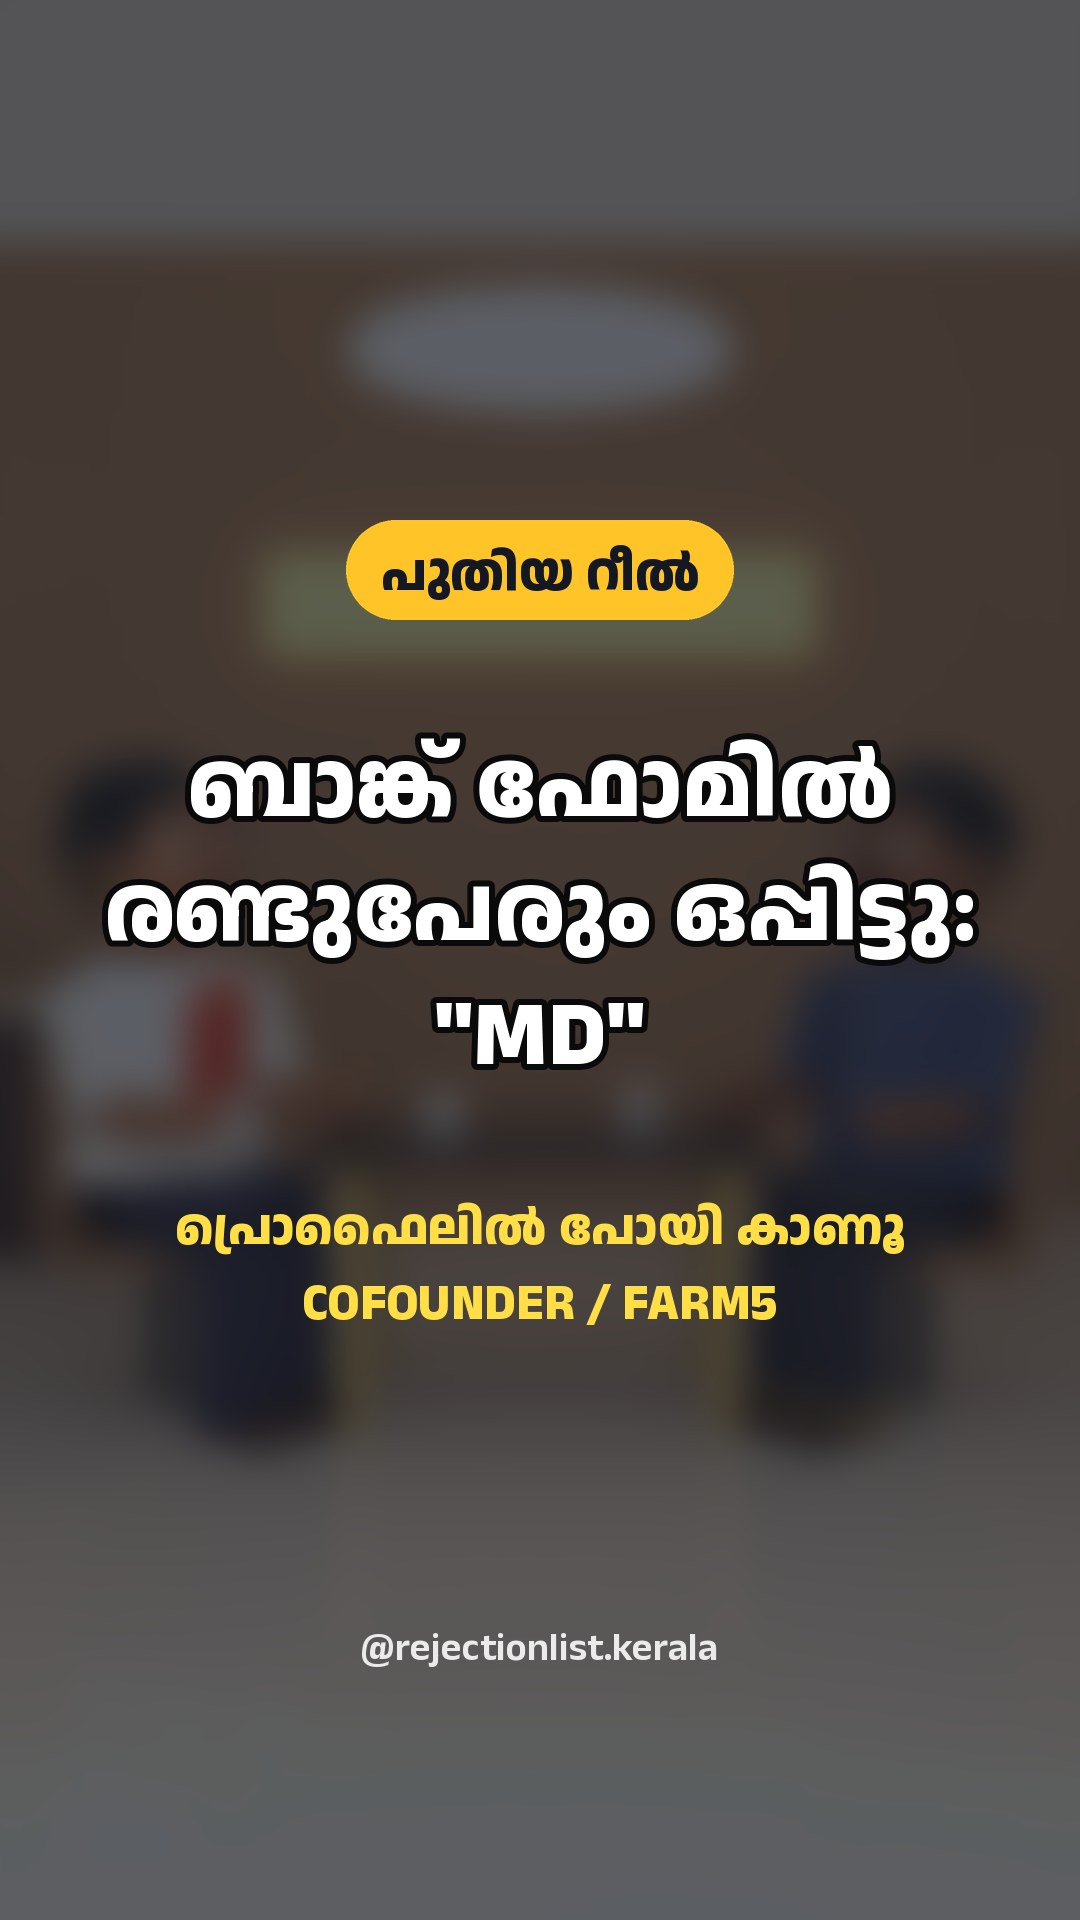 പുതിയ റീൽ
ബാങ്ക് ഫോമിൽ
രണ്ടുപേരും ഒപ്പിട്ടു:
"MD"
പ്രൊഫൈലിൽ പോയി കാണൂ
COFOUNDER / FARM5
@rejectionlist.kerala